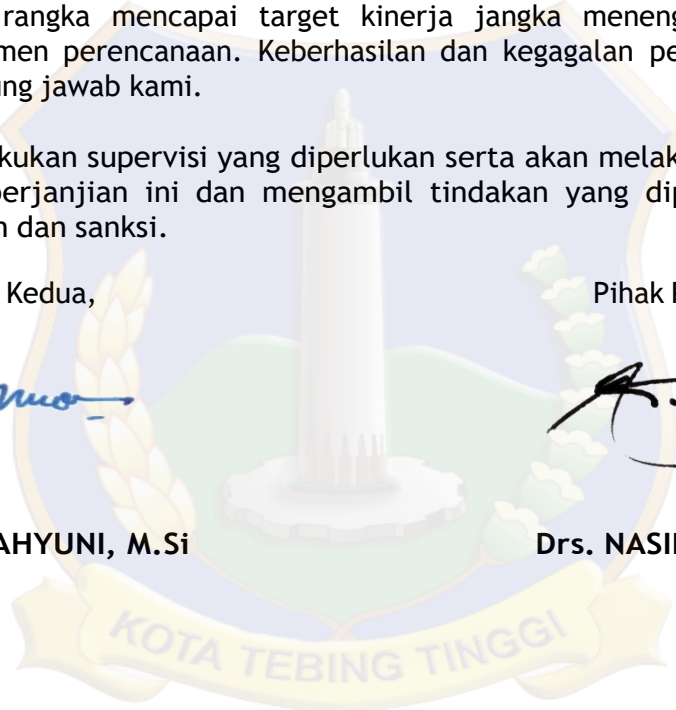 rangka mencapai target kinerja jangka meneng
men perencanaan. Keberhasilan dan kegagalan pe
ung jawab kami.
kukan supervisi yang diperlukan serta akan melak
perjanjian ini dan mengambil tindakan yang dip
n dan sanksi.
Kedua, Pihak
AHYUNI, M.Si Drs. NASI
KOTA TEBING TINGGI